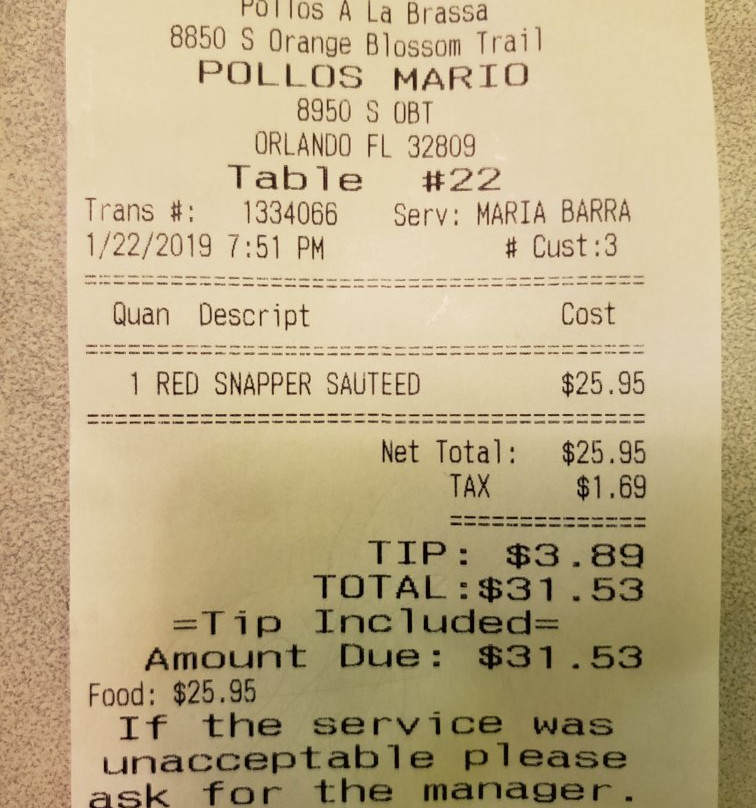 Pollos A La Brassa
8850 S Orange Blossom Trail
POLLOS MARIO
8950 S OBT
ORLANDO FL 32809
Table #22
Trans #: 1334066 Serv: MARIA BARRA
1/22/2019 7:51 PM # Cust:3
Quan Descript Cost
1 RED SNAPPER SAUTEED $25.95
Net Total: $25.95
TAX $1.69
TIP: $3.89
TOTAL:$31.53
=Tip Included=
Amount Due: $31.53
Food: $25.95
If the service was
unacceptable please
ask for the manager.